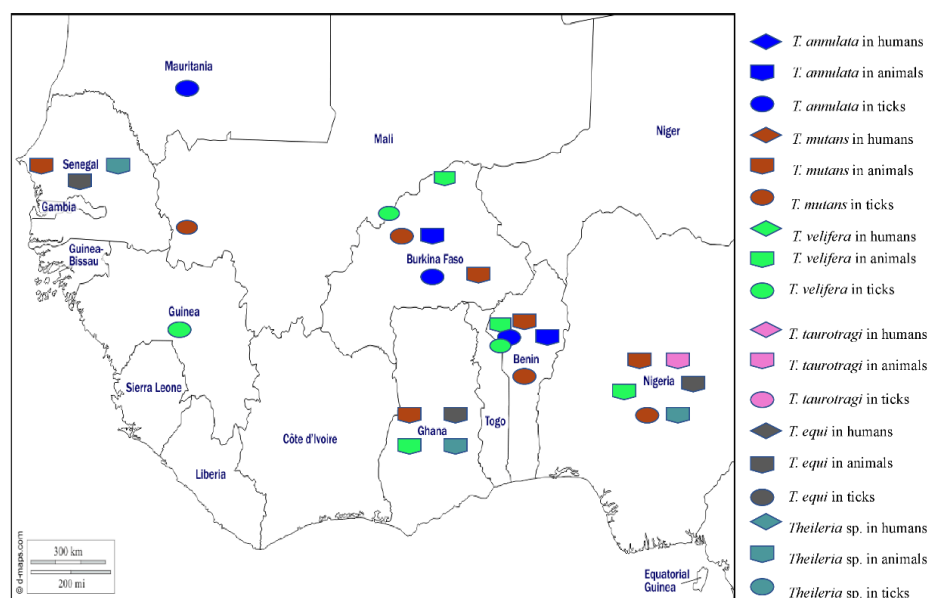 Mauritania
Mali
Niger
Senegal
Gambia
Guinea-
Bissau
Burkina Faso
Guinea
Benin
Sierra Leone
Nigeria
Ghana
Togo
Côte d'Ivoire
Liberia
Equatorial
Guinea
300 km
200 mi
© d-maps.com
T. annulata in humans
T. annulata in animals
T. annulata in ticks
T. mutans in humans
T. mutans in animals
T. mutans in ticks
T. velifera in humans
T. velifera in animals
T. velifera in ticks
T. taurotragi in humans
T. taurotragi in animals
T. taurotragi in ticks
T. equi in humans
T. equi in animals
T. equi in ticks
Theileria sp. in humans
Theileria sp. in animals
Theileria sp. in ticks